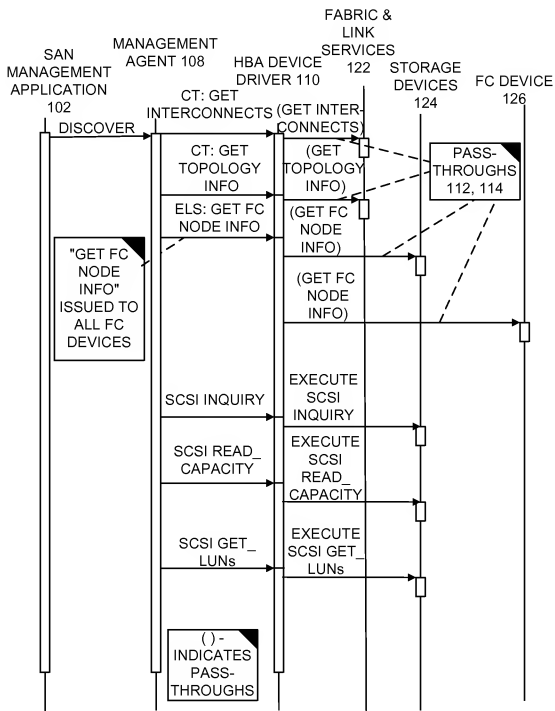 SAN
MANAGEMENT
APPLICATION
102
MANAGEMENT
AGENT 108
HBA DEVICE
DRIVER 110
FABRIC &
LINK
SERVICES
122
STORAGE
DEVICES
124
FC DEVICE
126
DISCOVER
CT: GET
INTERCONNECTS
(GET INTER-
CONNECTS)
CT: GET
TOPOLOGY
INFO
(GET
TOPOLOGY
INFO)
PASS-
THROUGHS
112, 114
ELS: GET FC
NODE INFO
(GET FC
NODE
INFO)
"GET FC
NODE
INFO"
ISSUED TO
ALL FC
DEVICES
(GET FC
NODE
INFO)
SCSI INQUIRY
EXECUTE
SCSI
INQUIRY
SCSI READ_
CAPACITY
EXECUTE
SCSI
READ_
CAPACITY
SCSI GET_
LUNs
EXECUTE
SCSI GET_
LUNs
( ) -
INDICATES
PASS-
THROUGHS